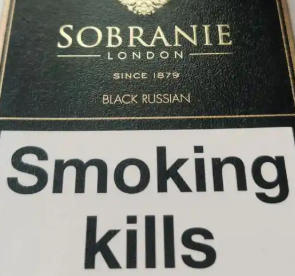 SOBRANIE
LONDON
SINCE 1879
BLACK RUSSIAN
Smoking
kills